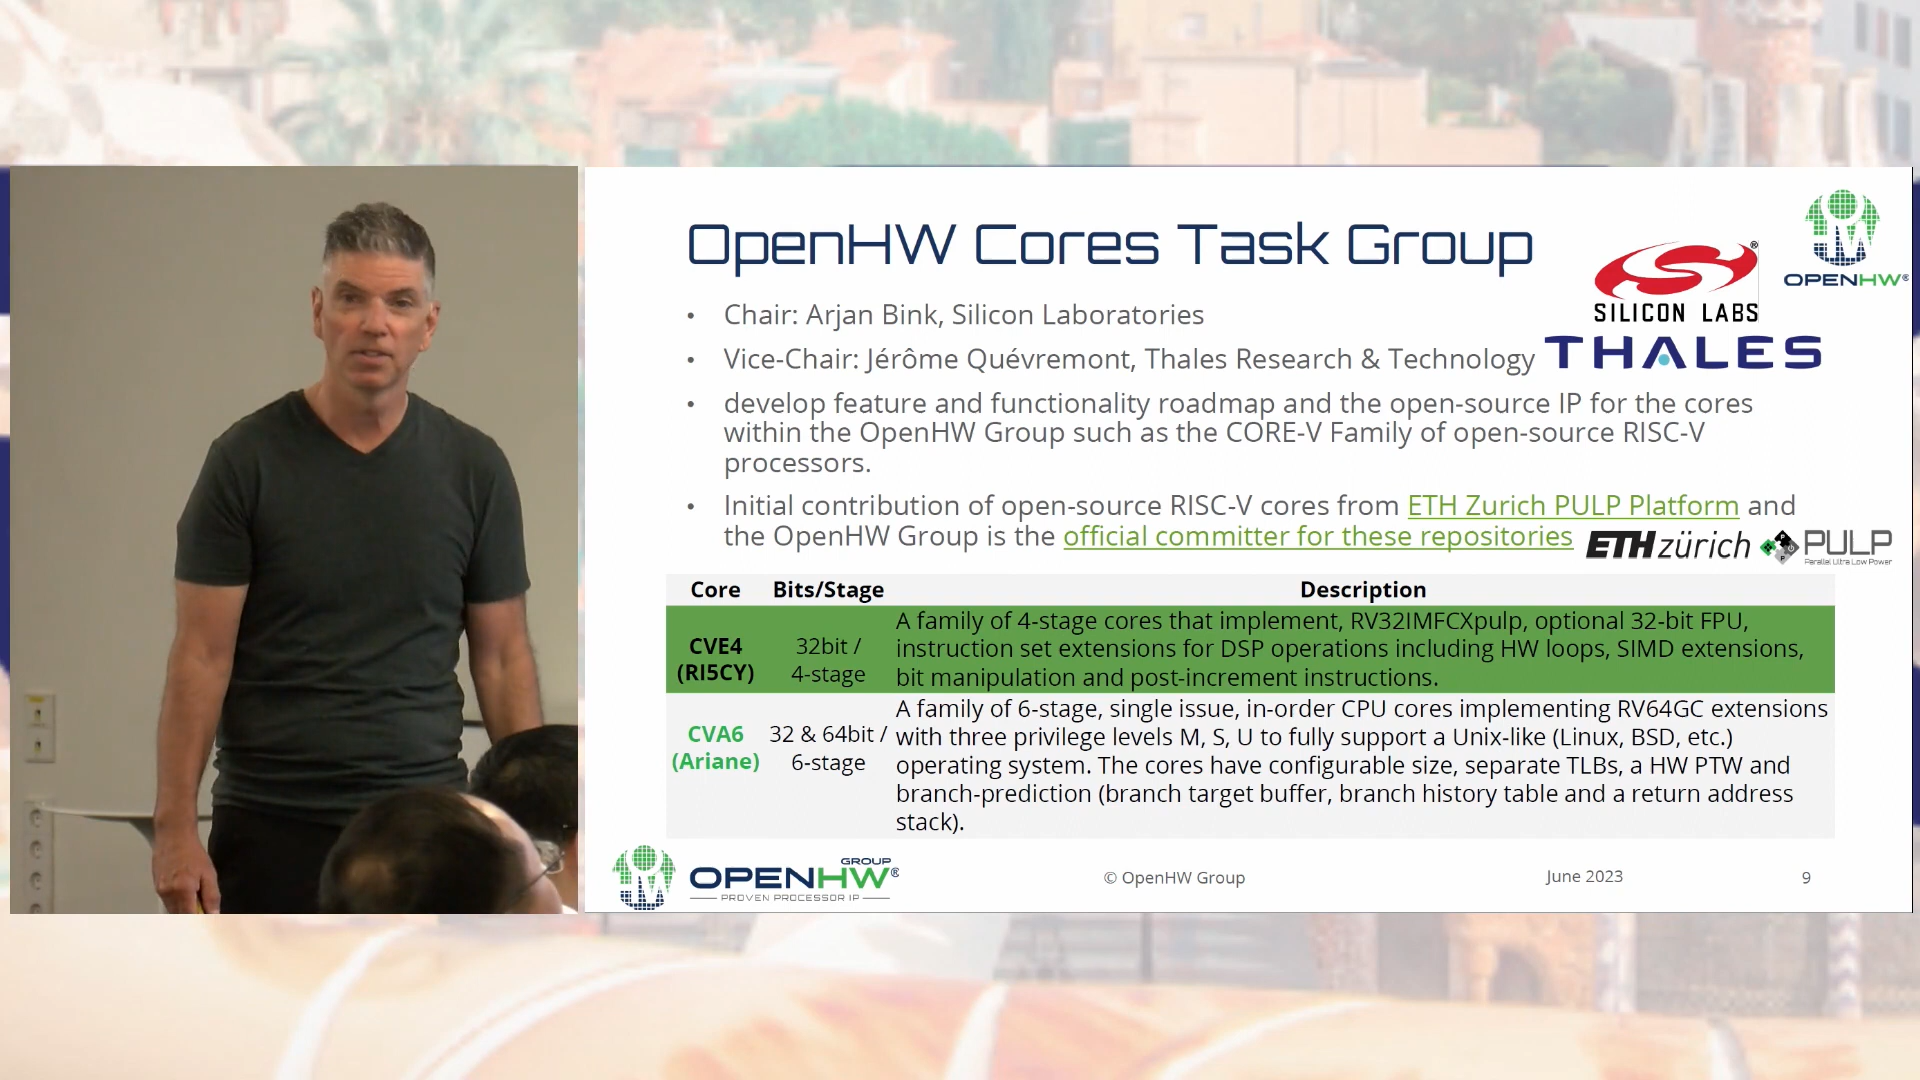 OpenHW Cores Task Group
SILICON LABS
®
OPENHW®
• Chair: Arjan Bink, Silicon Laboratories
• Vice-Chair: Jérôme Quévremont, Thales Research & Technology
THALES
• develop feature and functionality roadmap and the open-source IP for the cores
within the OpenHW Group such as the CORE-V Family of open-source RISC-V
processors.
• Initial contribution of open-source RISC-V cores from ETH Zurich PULP Platform and
the OpenHW Group is the official committer for these repositories
ETH zürich
PULP
Parallel Ultra Low Power
Core Bits/Stage Description
CVE4
(RI5CY)
32bit /
4-stage
A family of 4-stage cores that implement, RV32IMFCXpulp, optional 32-bit FPU,
instruction set extensions for DSP operations including HW loops, SIMD extensions,
bit manipulation and post-increment instructions.
CVA6
(Ariane)
32 & 64bit /
6-stage
A family of 6-stage, single issue, in-order CPU cores implementing RV64GC extensions
with three privilege levels M, S, U to fully support a Unix-like (Linux, BSD, etc.)
operating system. The cores have configurable size, separate TLBs, a HW PTW and
branch-prediction (branch target buffer, branch history table and a return address
stack).
GROUP
OPENHW®
PROVEN PROCESSOR IP
© OpenHW Group
June 2023
9